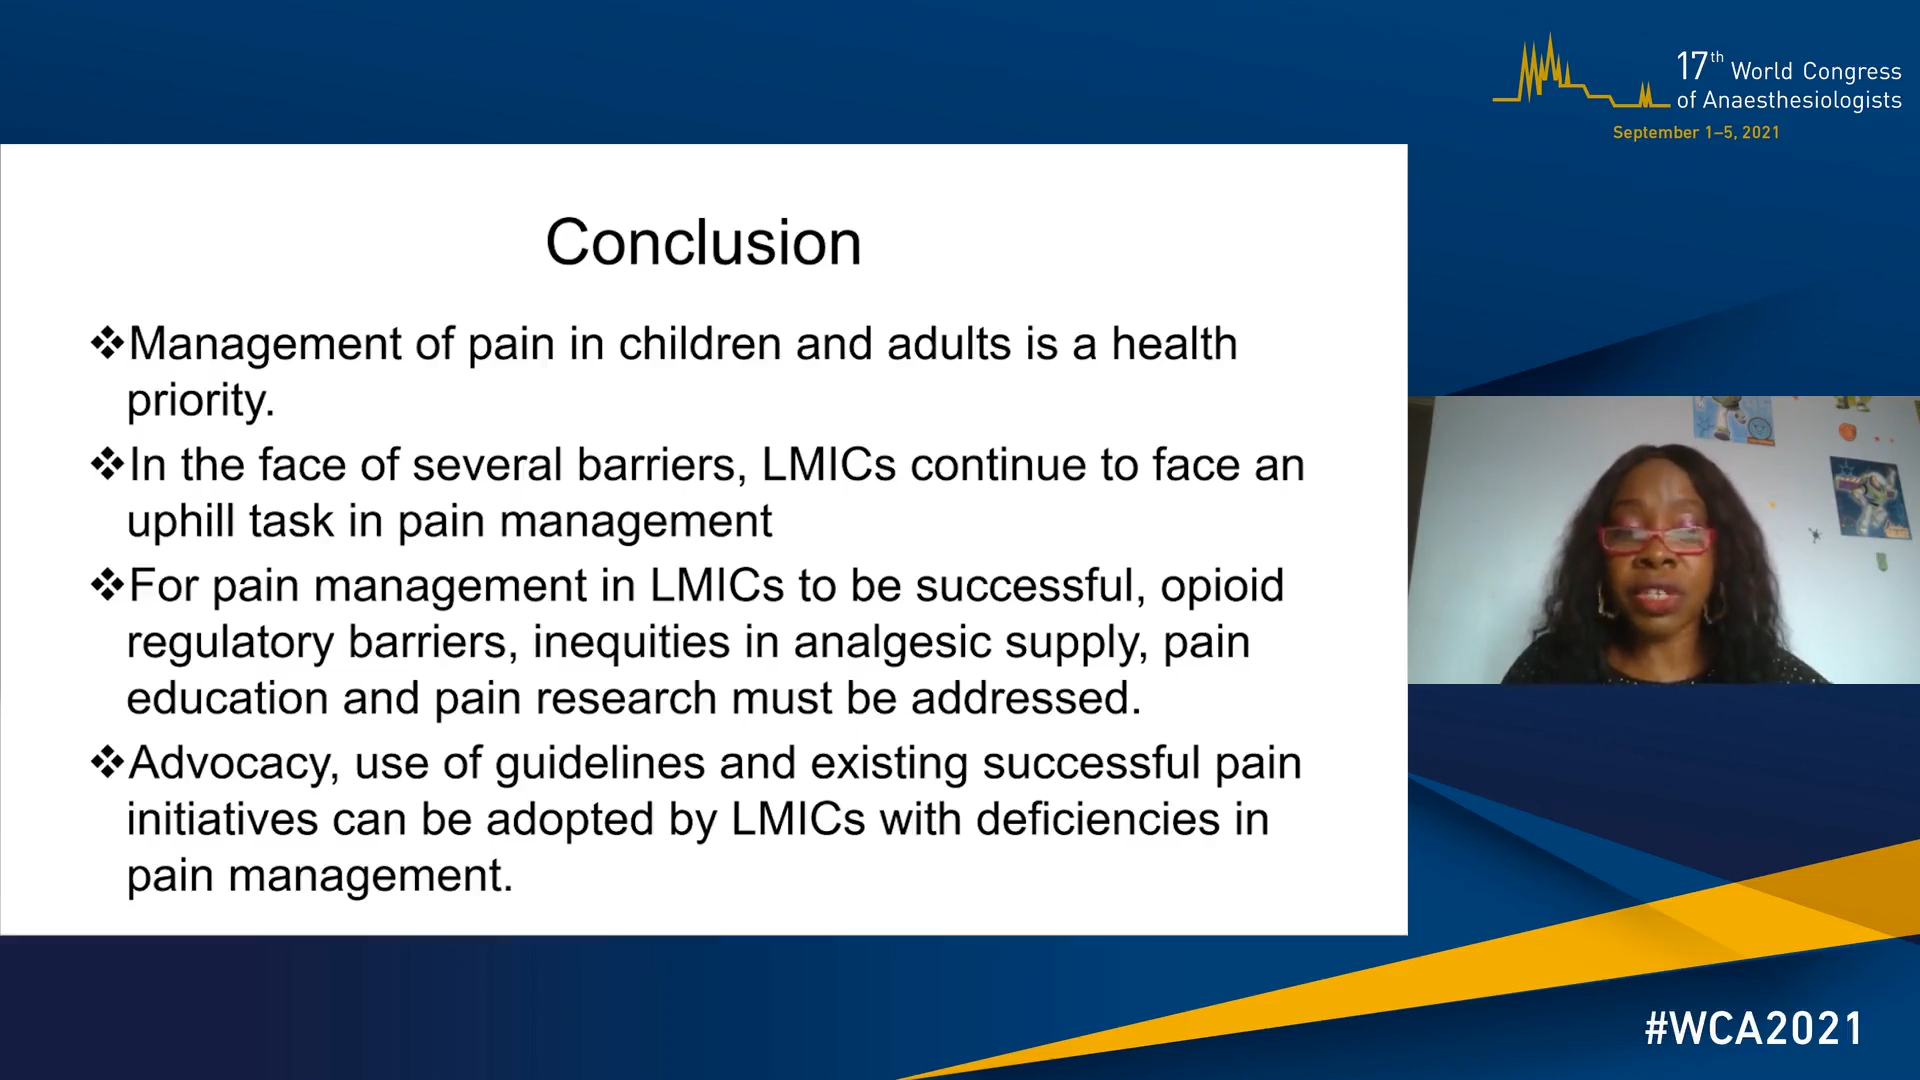 17th World Congress
of Anaesthesiologists
September 1–5, 2021
Conclusion
❖Management of pain in children and adults is a health
priority.
❖In the face of several barriers, LMICs continue to face an
uphill task in pain management
❖For pain management in LMICs to be successful, opioid
regulatory barriers, inequities in analgesic supply, pain
education and pain research must be addressed.
❖Advocacy, use of guidelines and existing successful pain
initiatives can be adopted by LMICs with deficiencies in
pain management.
#WCA2021